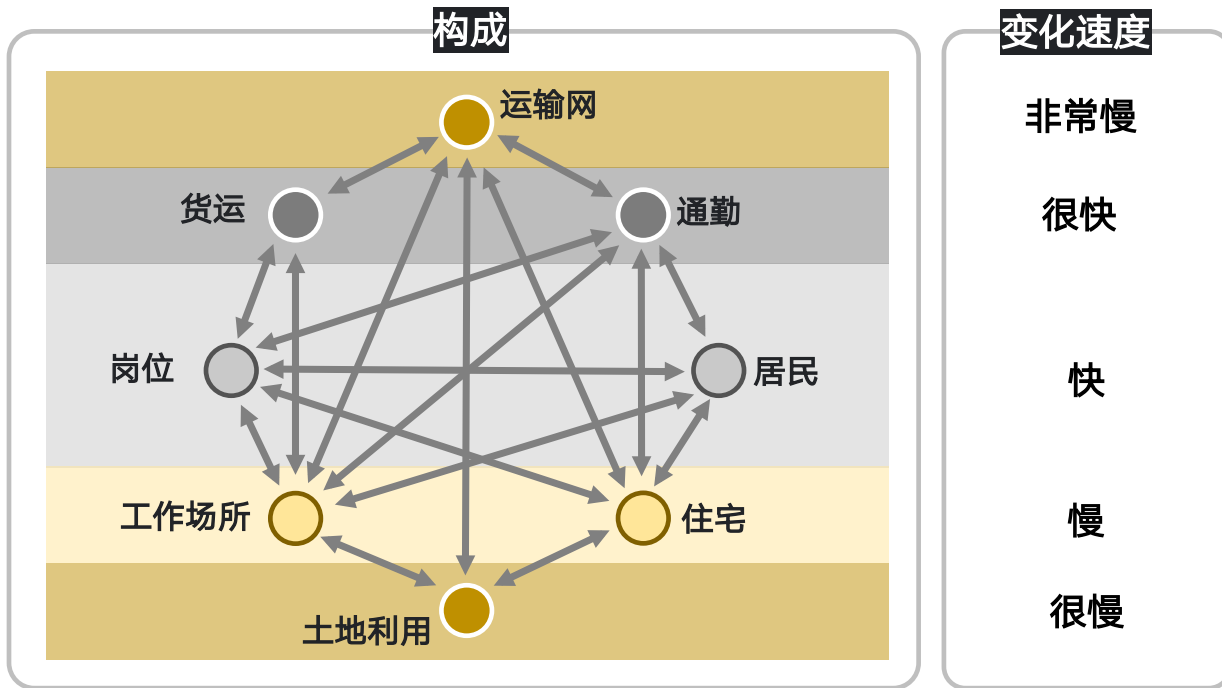 构成
变化速度
运输网
非常慢
货运
通勤
很快
岗位
居民
快
工作场所
住宅
慢
土地利用
很慢